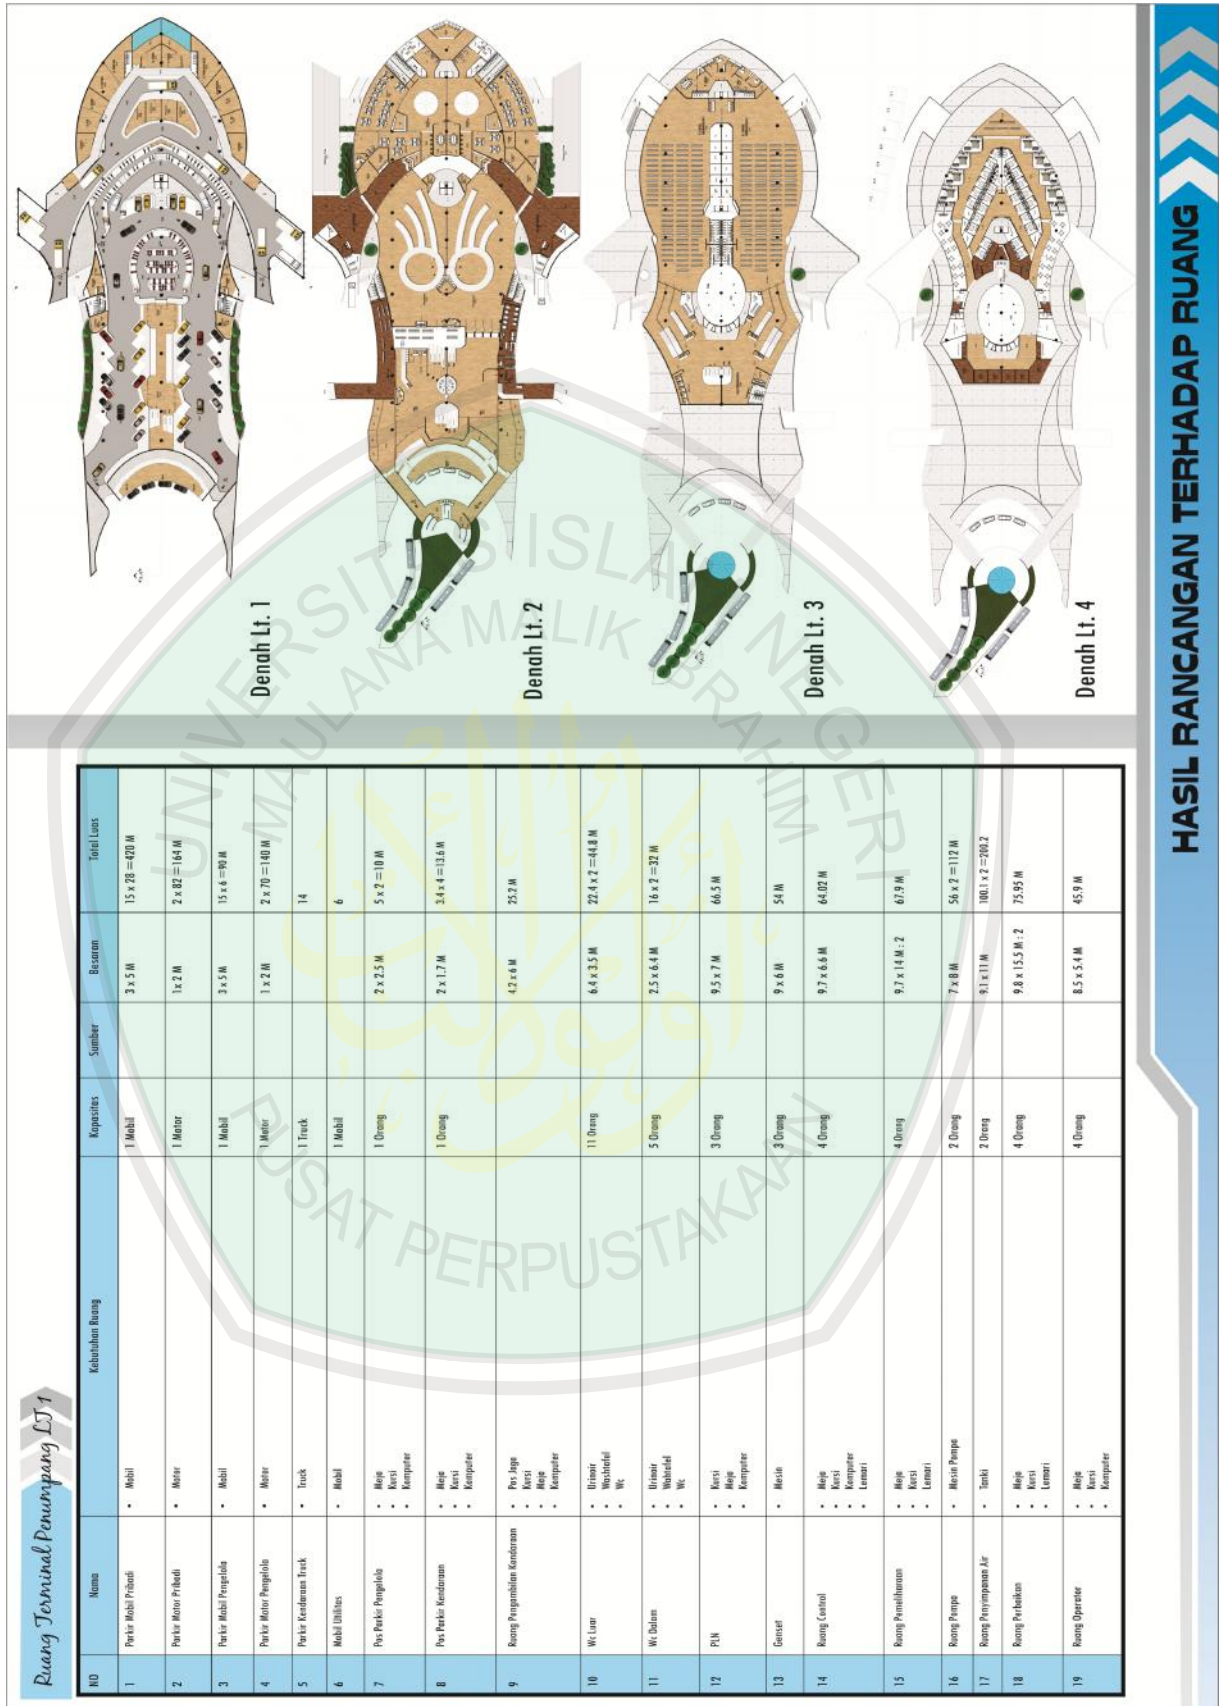 HASIL RANCANGAN TERHADAP RUANG
Ruang Terminal Penumpang LT 1
NO Nama Kebutuhan Ruang Kapasitas Sumber Besaran Total Luas
1 Parkir Mobil Pribadi • Mobil 1 Mobil 3 x 5 M 15 x 28 =420 M
2 Parkir Motor Pribadi • Motor 1 Motor 1x 2 M 2 x 82 =164 M
3 Parkir Mobil Pengelola • Mobil 1 Mobil 3 x 5 M 15 x 6 =90 M
4 Parkir Motor Pengelola • Motor 1 Motor 1 x 2 M 2 x 70 =140 M
5 Parkir Kendaraan Truck • Truck 1 Truck 14
6 Mobil Utilitas • Mobil 1 Mobil 6
7 Pos Parkir Pengelola • Meja 1 Orang 2 x 2.5 M 5 x 2 =10 M
• Kursi
• Komputer
8 Pos Parkir Kendaraan • Meja 1 Orang 2 x 1.7 M 3.4 x 4 =13.6 M
• Kursi
• Komputer
9 Ruang Pengambilan Kendaraan • Pos Jaga 4.2 x 6 M 25.2 M
• Kursi
• Meja
• Komputer
10 Wc Luar • Urinoir 11 Orang 6.4 x 3.5 M 22.4 x 2 =44.8 M
• Washtafel
• Wc
11 Wc Dalam • Urinoir 5 Orang 2.5 x 6.4 M 16 x 2 =32 M
• Wahtafel
• Wc
12 PLN • Kursi 3 Orang 9.5 x 7 M 66.5 M
• Meja
• Komputer
13 Genset • Mesin 3 Orang 9 x 6 M 54 M
14 Ruang Control • Meja 4 Orang 9.7 x 6.6 M 64.02 M
• Kursi
• Komputer
• Lemari
15 Ruang Pemeliharaan • Meja 4 Orang 9.7 x 14 M : 2 67.9 M
• Kursi
• Lemari
16 Ruang Pompa • Mesin Pompa 2 Orang 7 x 8 M 56 x 2 =112 M
17 Ruang Penyimpanan Air • Tanki 2 Orang 9.1 x 11 M 100.1 x 2 =200.2
18 Ruang Perbaikan • Meja 4 Orang 9.8 x 15.5 M : 2 75.95 M
• Kursi
• Lemari
19 Ruang Operator • Meja 4 Orang 8.5 x 5.4 M 45.9 M
• Kursi
• Komputer
Denah Lt. 1
Denah Lt. 2
Denah Lt. 3
Denah Lt. 4
UNIVERSITAS ISLAM NEGERI
MAULANA MALIK IBRAHIM
PUSAT PERPUSTAKAAN